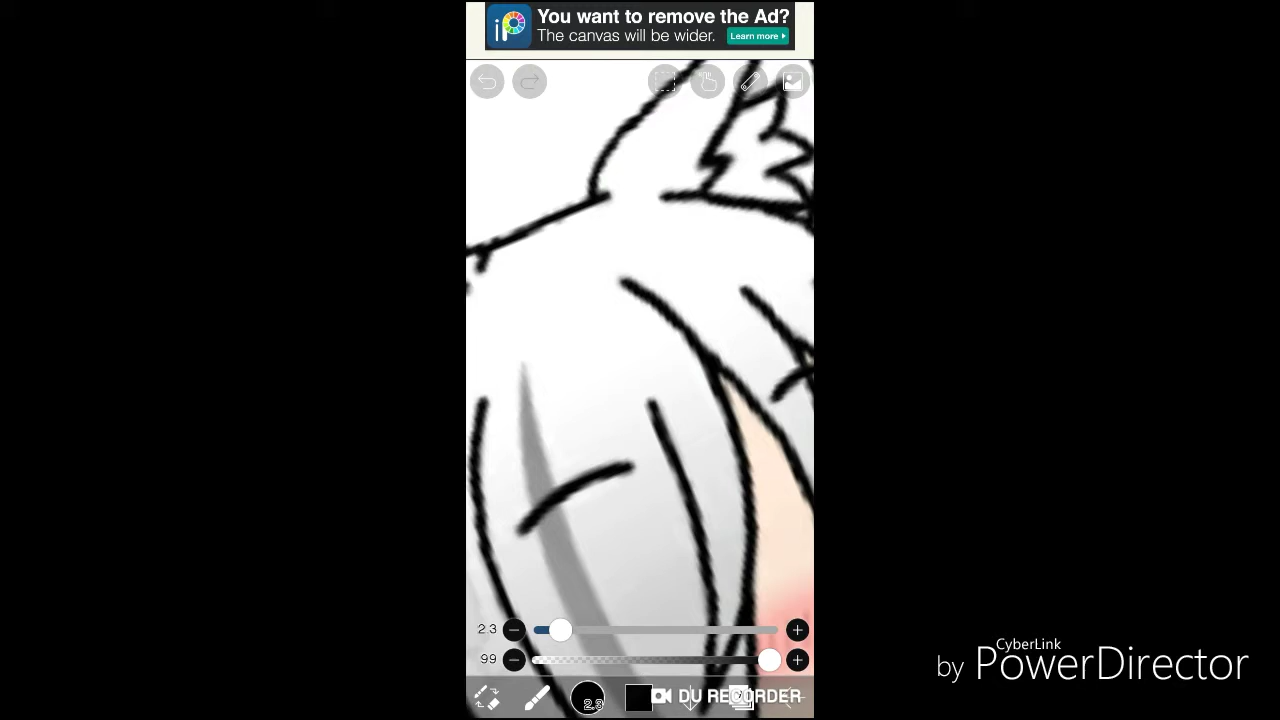 iP
You want to remove the Ad?
The canvas will be wider.
Learn more
2.3
99
2.3
DU RECORDER
CyberLink
by PowerDirector